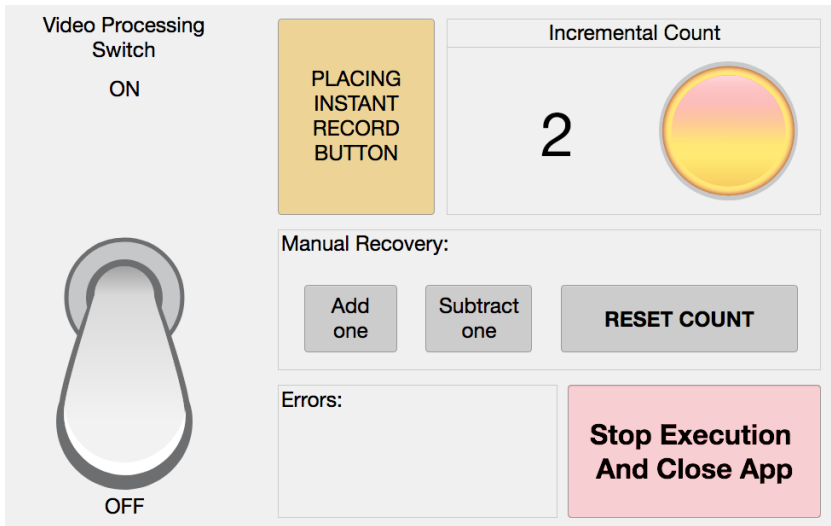 Video Processing
Switch
ON
OFF
PLACING
INSTANT
RECORD
BUTTON
Incremental Count
2
Manual Recovery:
Add
one
Subtract
one
RESET COUNT
Errors:
Stop Execution
And Close App